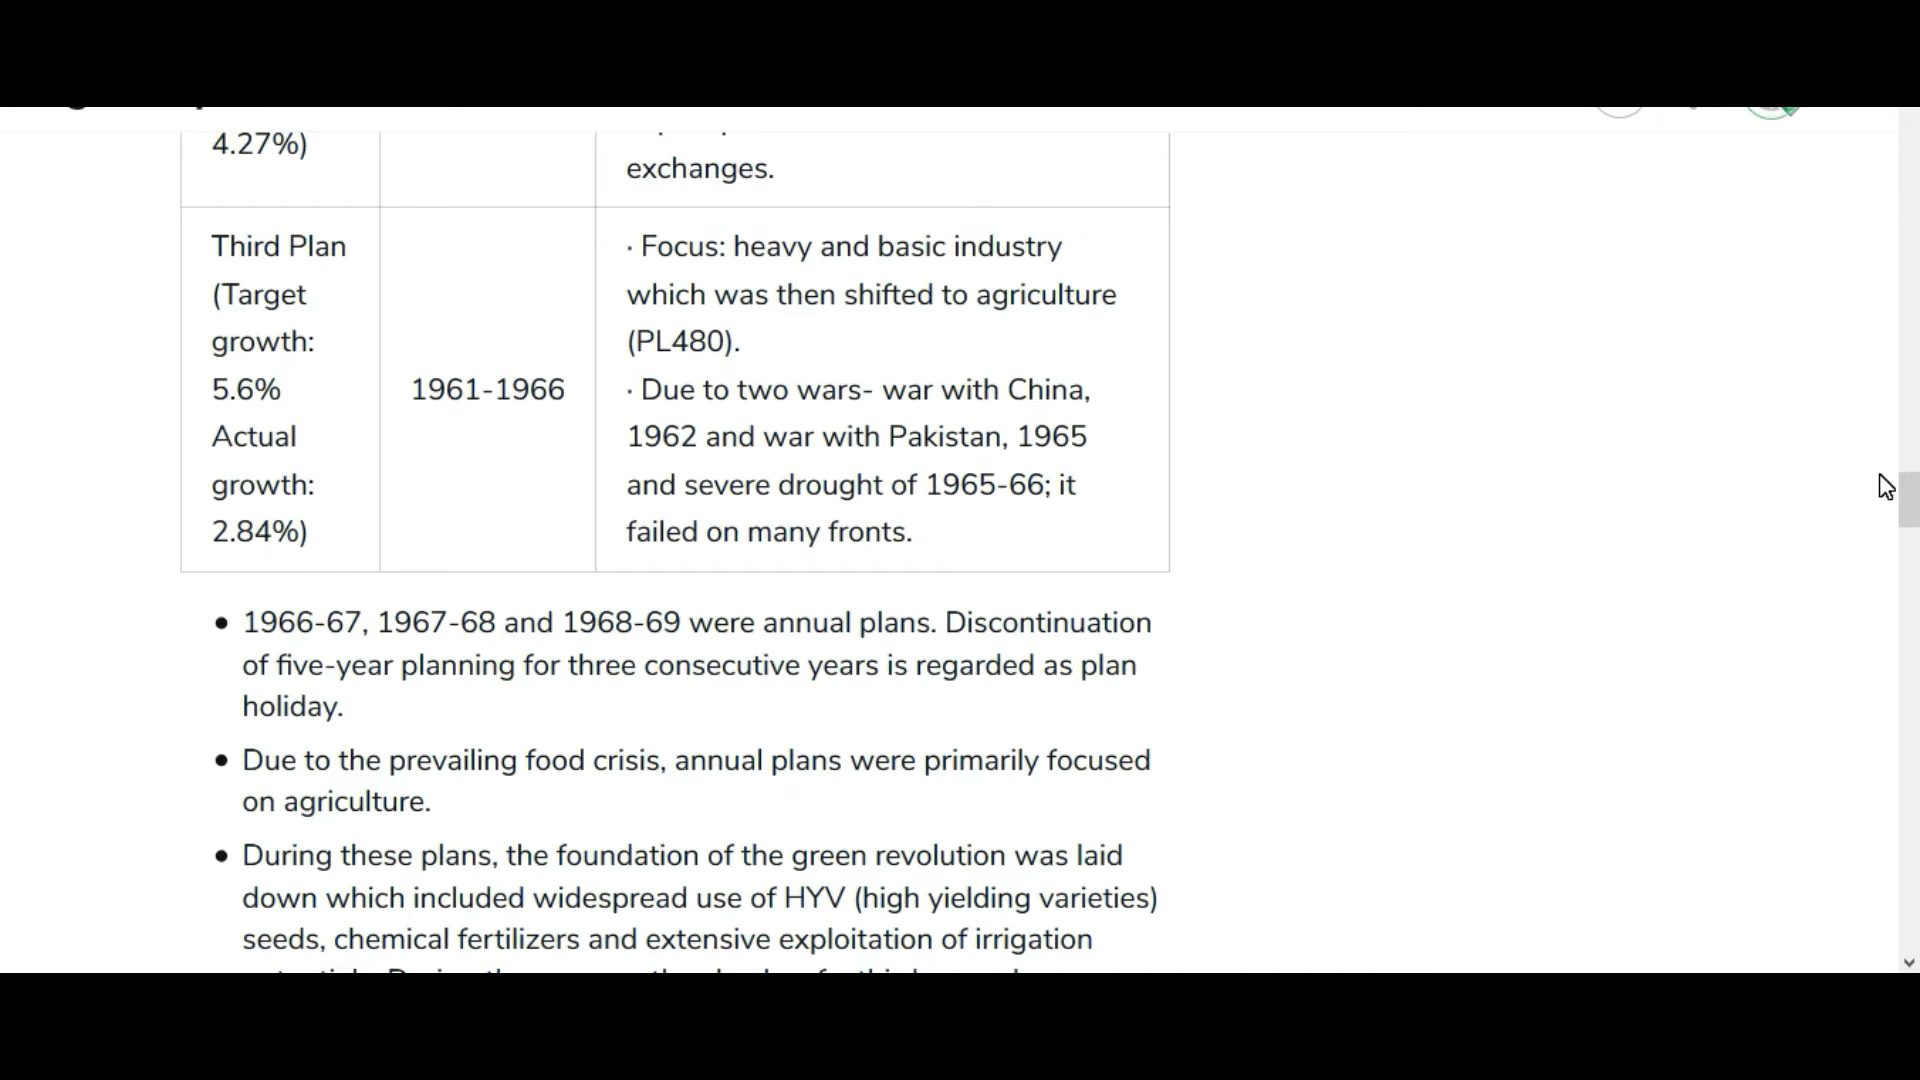 4.27%)
exchanges.
Third Plan
(Target
growth:
5.6%
Actual
growth:
2.84%)
1961-1966
· Focus: heavy and basic industry
which was then shifted to agriculture
(PL480).
· Due to two wars- war with China,
1962 and war with Pakistan, 1965
and severe drought of 1965-66; it
failed on many fronts.
● 1966-67, 1967-68 and 1968-69 were annual plans. Discontinuation
of five-year planning for three consecutive years is regarded as plan
holiday.
● Due to the prevailing food crisis, annual plans were primarily focused
on agriculture.
● During these plans, the foundation of the green revolution was laid
down which included widespread use of HYV (high yielding varieties)
seeds, chemical fertilizers and extensive exploitation of irrigation